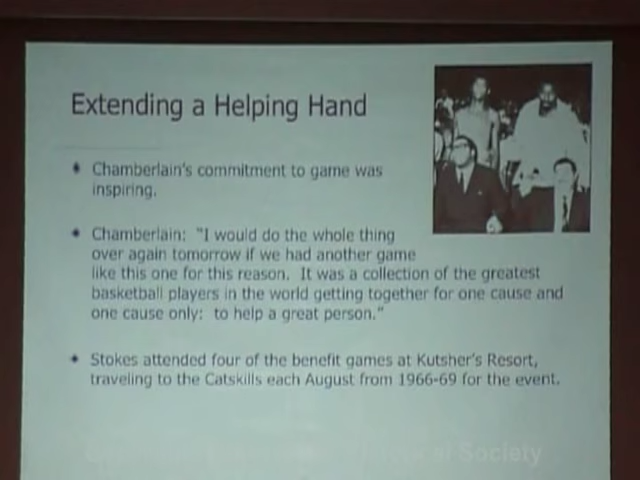 Extending a Helping Hand
Chamberlain's commitment to game was
inspiring.
Chamberlain: "I would do the whole thing
over again tomorrow if we had another game
like this one for this reason. It was a collection of the greatest
basketball players in the world getting together for one cause and
one cause only: to help a great person."
Stokes attended four of the benefit games at Kutsher's Resort,
traveling to the Catskills each August from 1966-69 for the event.
Society